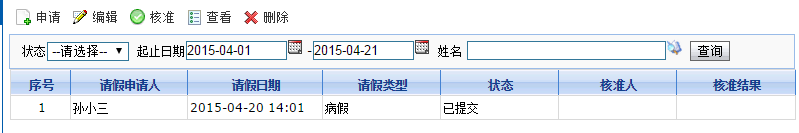 申请 编辑 核准 查看 删除
状态 --请选择-- 起止日期 2015-04-01 - 2015-04-21 姓名 查询
序号 请假申请人 请假日期 请假类型 状态 核准人 核准结果
1 孙小三 2015-04-20 14:01 病假 已提交